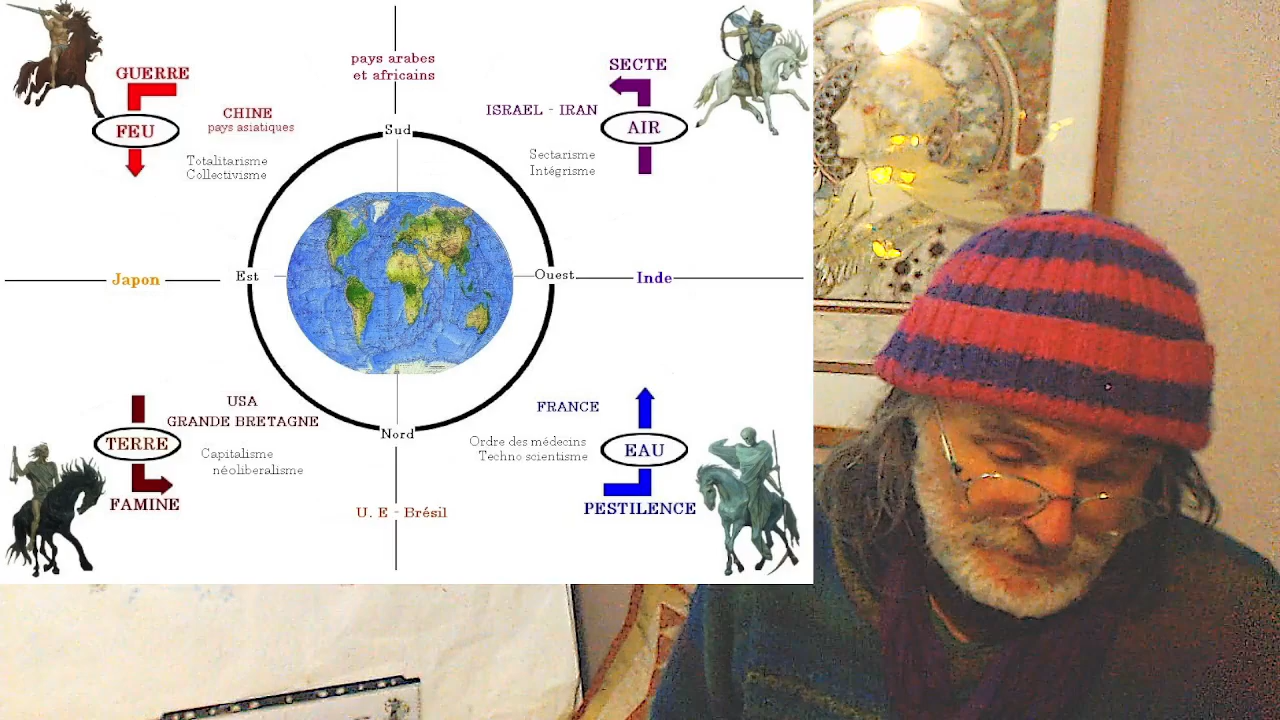 GUERRE
FEU
CHINE
pays asiatiques
Totalitarisme
Collectivisme
pays arabes
et africains
SECTE
ISRAEL - IRAN
AIR
Sectarisme
Intégrisme
Sud
Japon
Est
Ouest
Inde
Nord
USA
GRANDE BRETAGNE
TERRE
Capitalisme
néoliberalisme
FAMINE
FRANCE
Ordre des médecins
Techno scientisme
EAU
PESTILENCE
U. E - Brésil